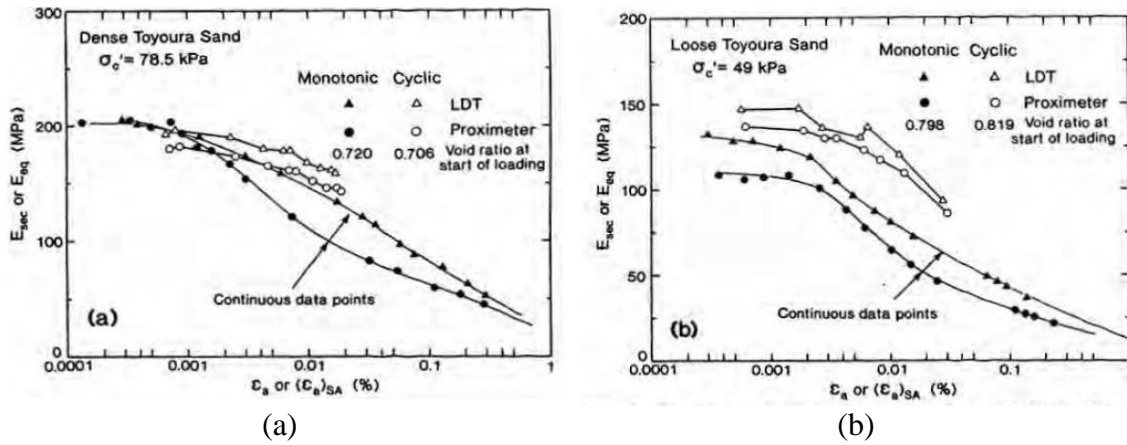 Dense Toyoura Sand
σc'= 78.5 kPa
Monotonic Cyclic
▲ △ LDT
● ○ Proximeter
0.720 0.706 Void ratio at
start of loading
Esec or Eeq (MPa)
300
200
100
0
Continuous data points
(a)
0.0001 0.001 0.01 0.1 1
εa or (εa)SA (%)
(a)
Loose Toyoura Sand
σc'= 49 kPa
Monotonic Cyclic
▲ △ LDT
● ○ Proximeter
0.798 0.819 Void ratio at
start of loading
Esec or Eeq (MPa)
200
150
100
50
0
Continuous data points
(b)
0.0001 0.001 0.01 0.1
εa or (εa)SA (%)
(b)